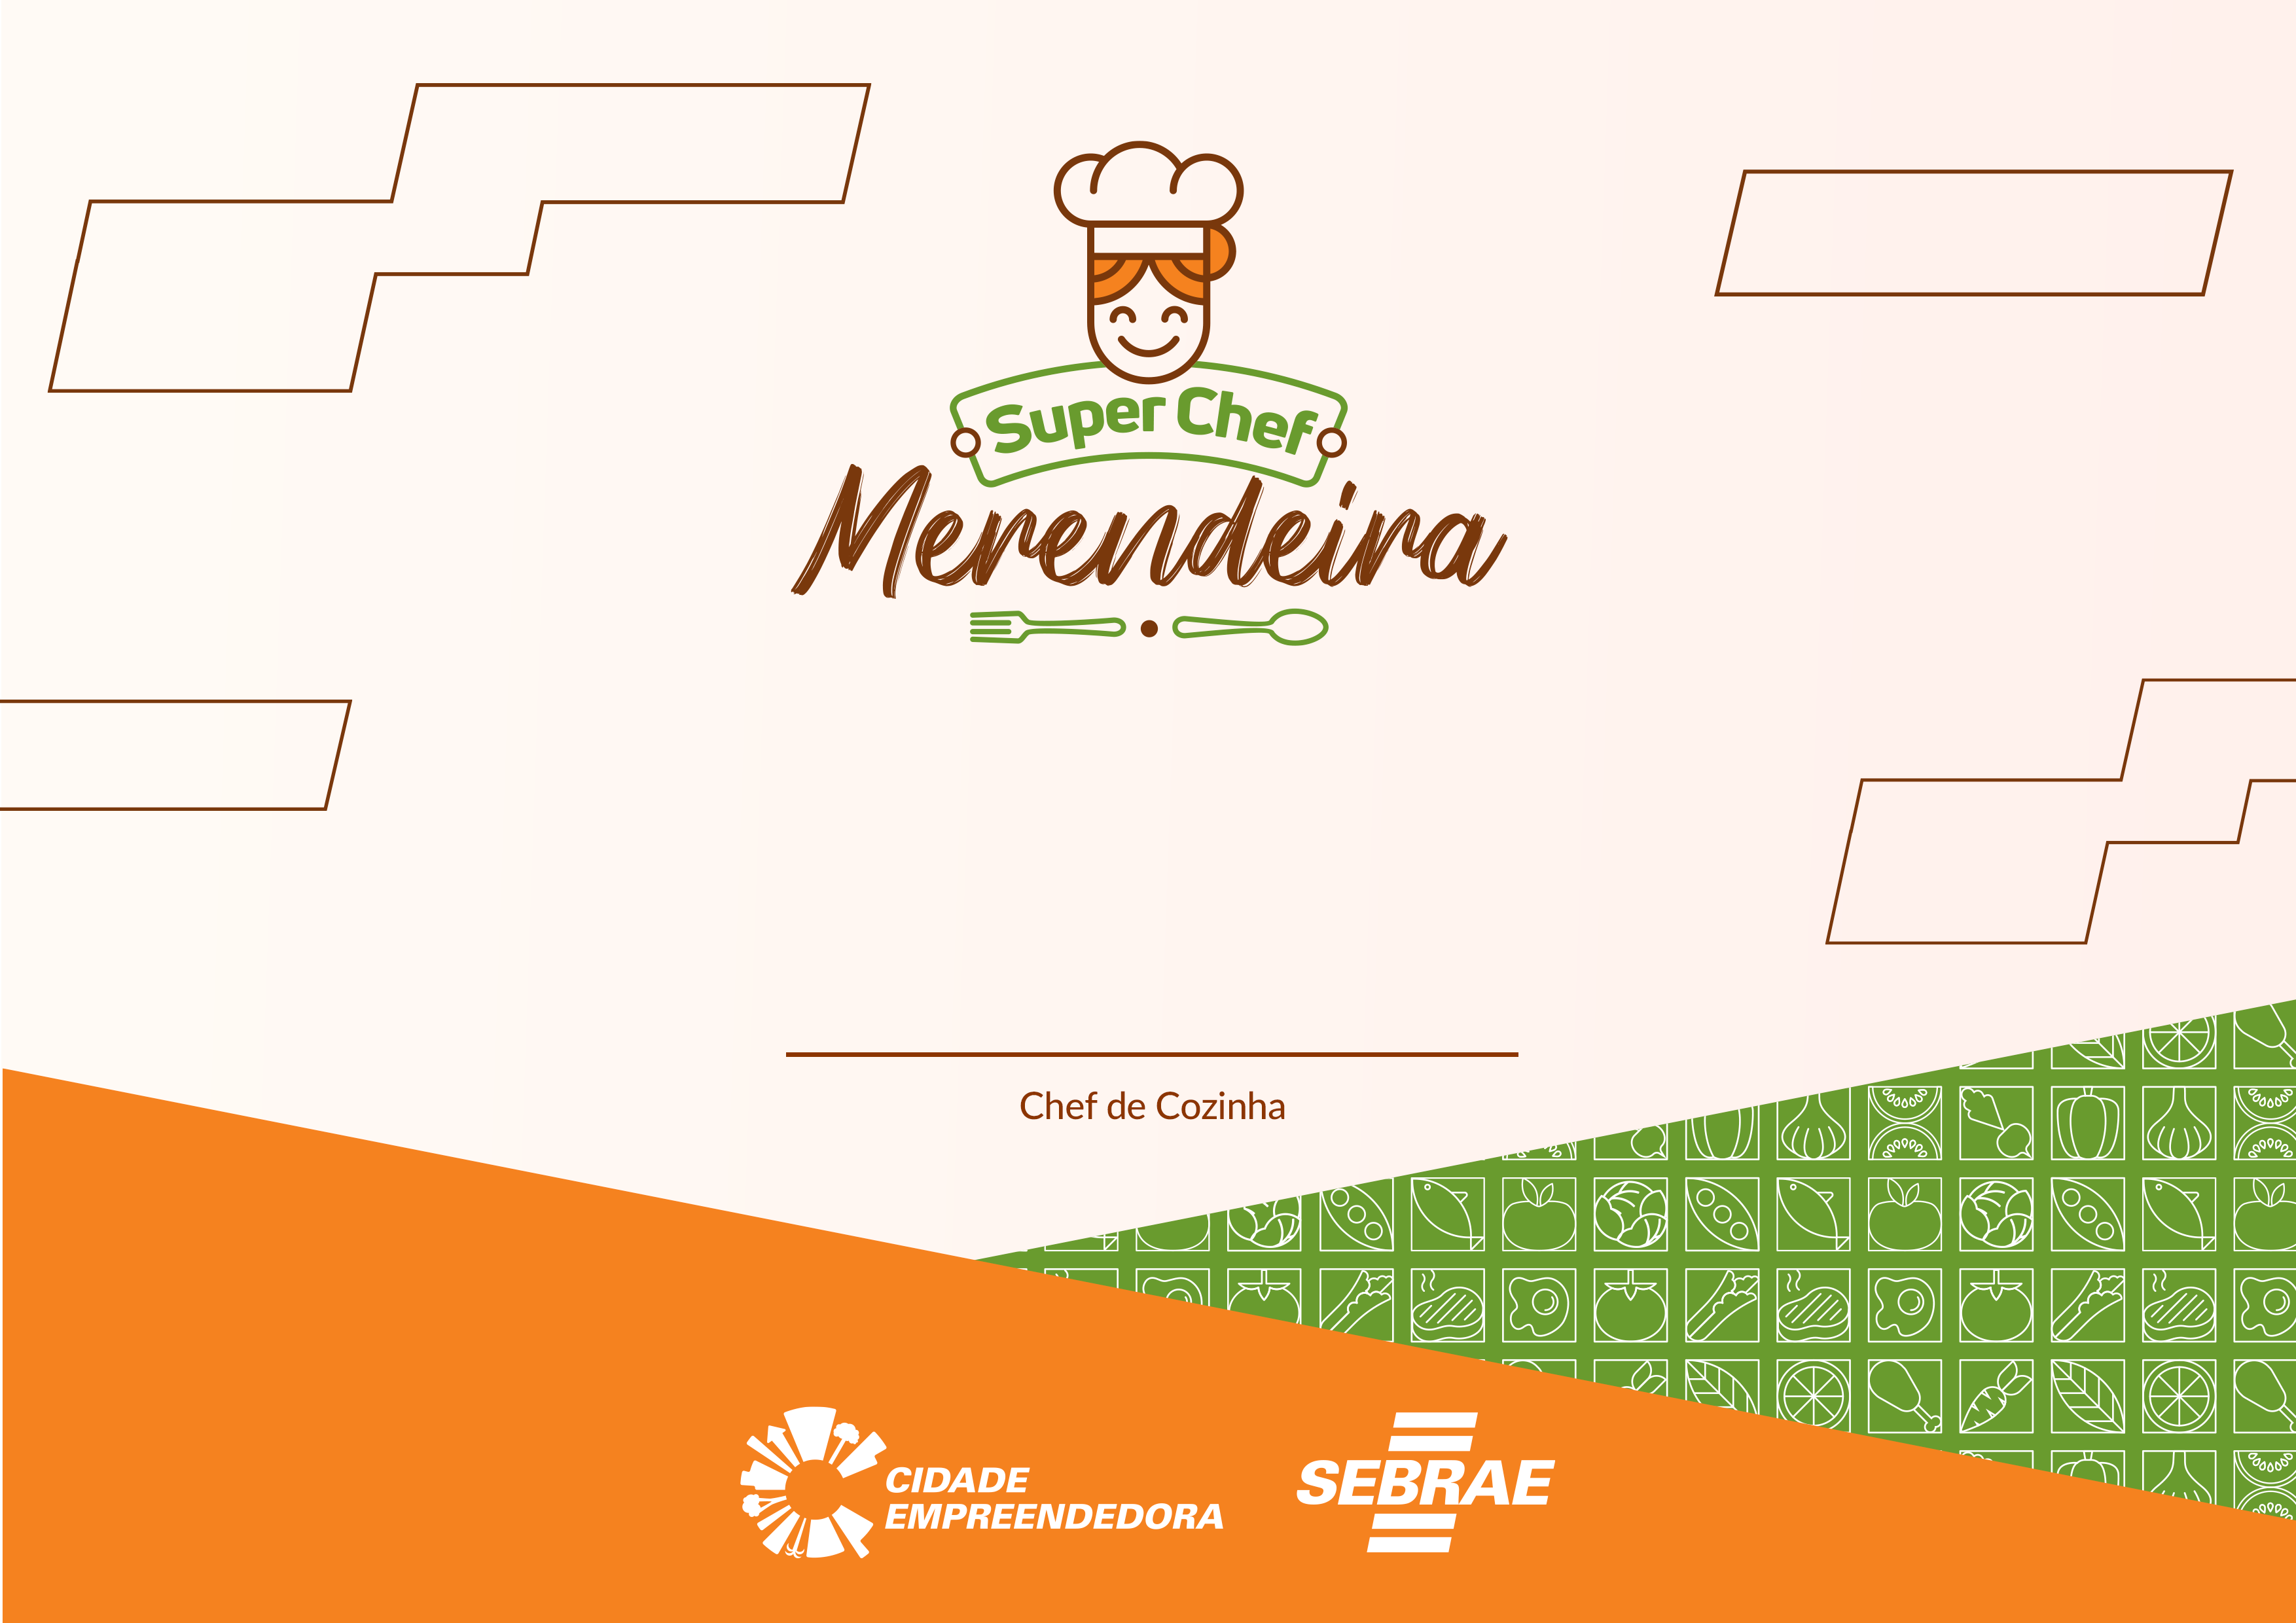 Super Chef
Merendeira
Chef de Cozinha
CIDADE
EMPREENDEDORA
SEBRAE